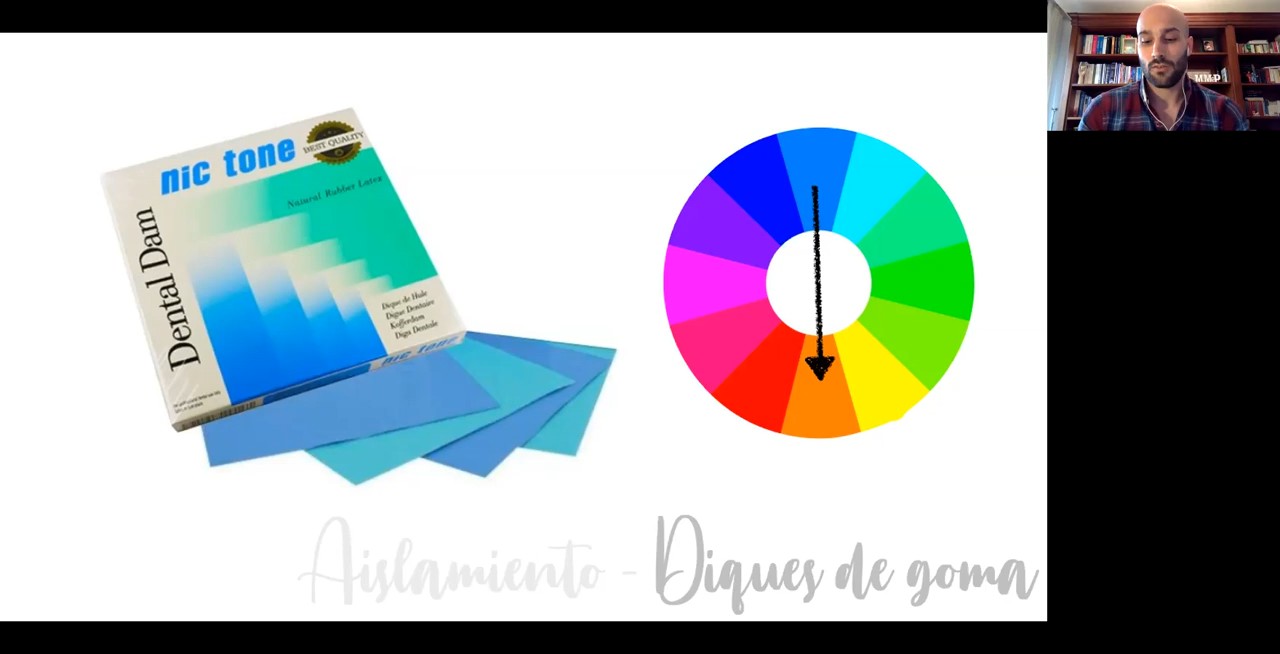 nic tone
BEST QUALITY
Natural Rubber Latex
Dental Dam
Dique de Hule
Digue Dentaire
Kofferdam
Diga Dentale
nic tone
MMP
Aislamiento - Diques de goma